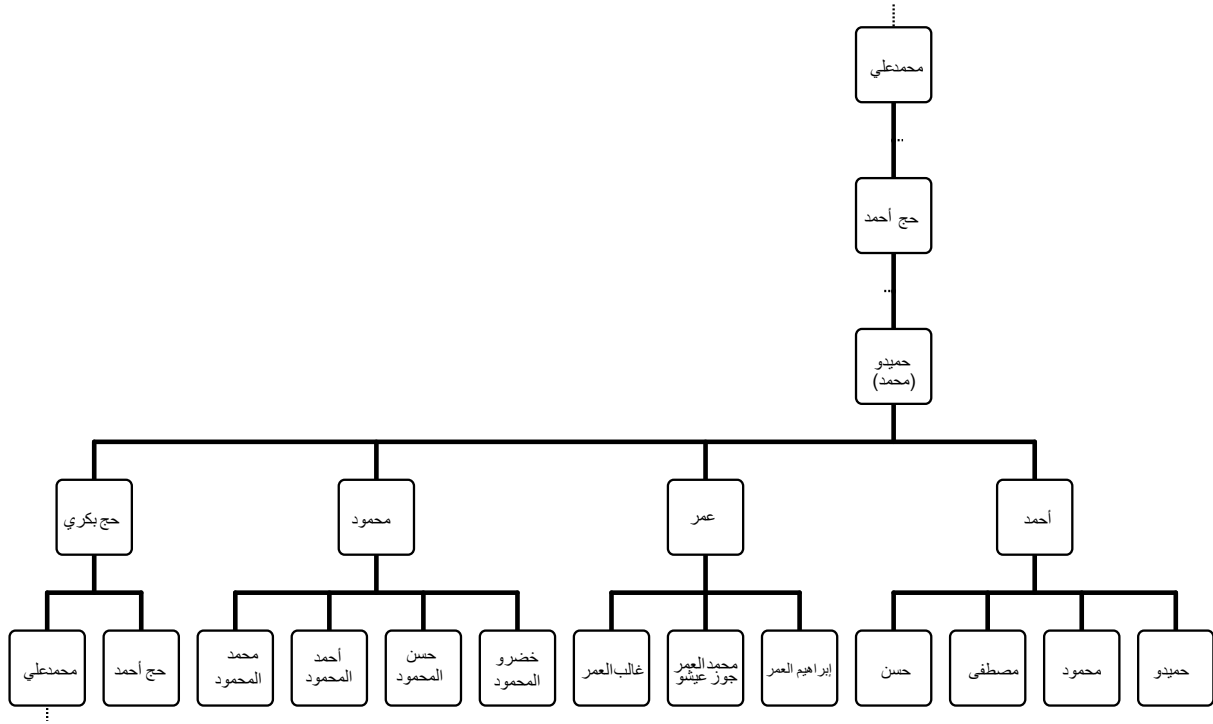 محمدعلي
حج أحمد
حميدو
(محمد)
أحمد
عمر
محمود
حج بكري
حميدو
محمود
مصطفى
حسن
إبراهيم العمر
محمد العمر
جوز عيشو
غالب العمر
خضرو
المحمود
حسن
المحمود
أحمد
المحمود
محمد
المحمود
حج أحمد
محمدعلي